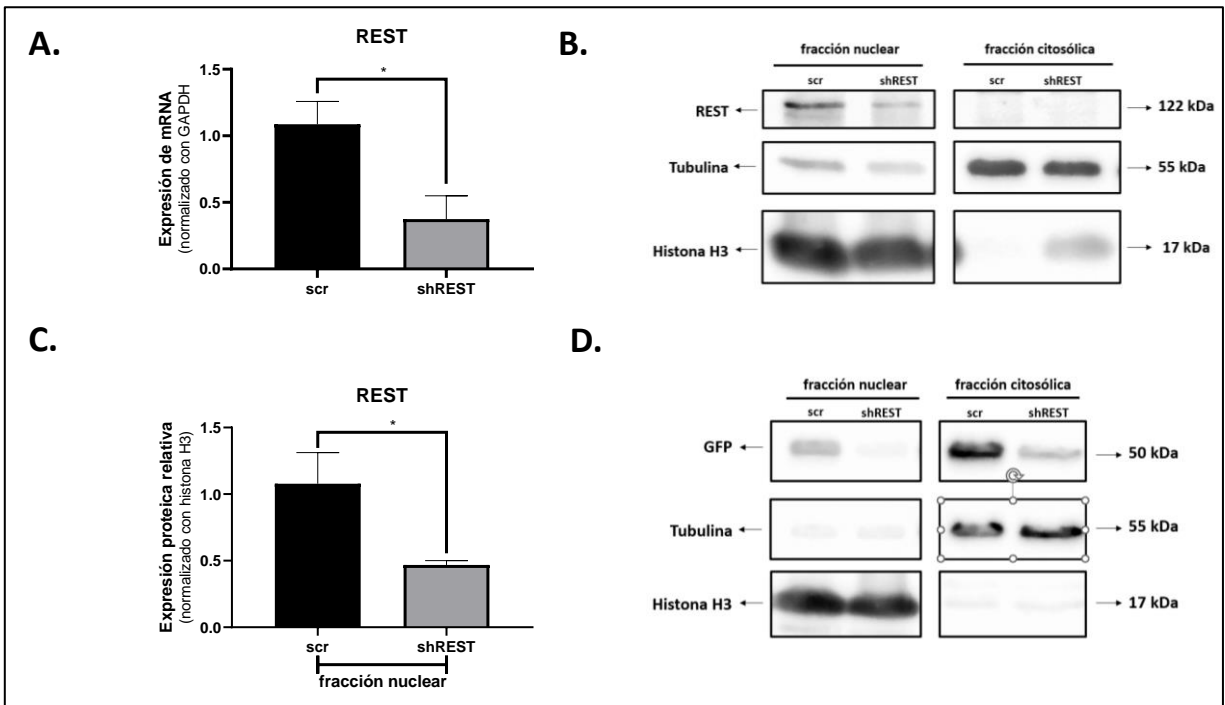 A.
REST
*
Expresión de mRNA
(normalizado con GAPDH)
1.5
1.0
0.5
0.0
scr shREST
B.
fracción nuclear fracción citosólica
scr shREST scr shREST
REST 122 kDa
Tubulina 55 kDa
Histona H3 17 kDa
C.
REST
*
Expresión proteica relativa
(normalizado con histona H3)
1.5
1.0
0.5
0.0
scr shREST
fracción nuclear
D.
fracción nuclear fracción citosólica
scr shREST scr shREST
GFP 50 kDa
Tubulina 55 kDa
Histona H3 17 kDa